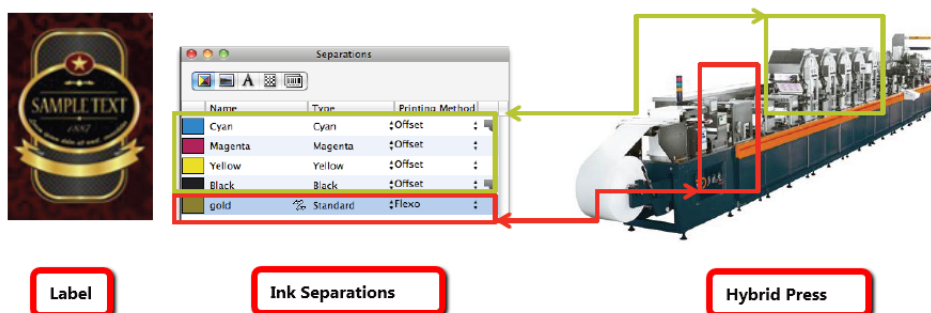 SAMPLE TEXT
1887
Separations
A
Name Type Printing Method
Cyan Cyan Offset
Magenta Magenta Offset
Yellow Yellow Offset
Black Black Offset
gold Standard Flexo
Label
Ink Separations
Hybrid Press